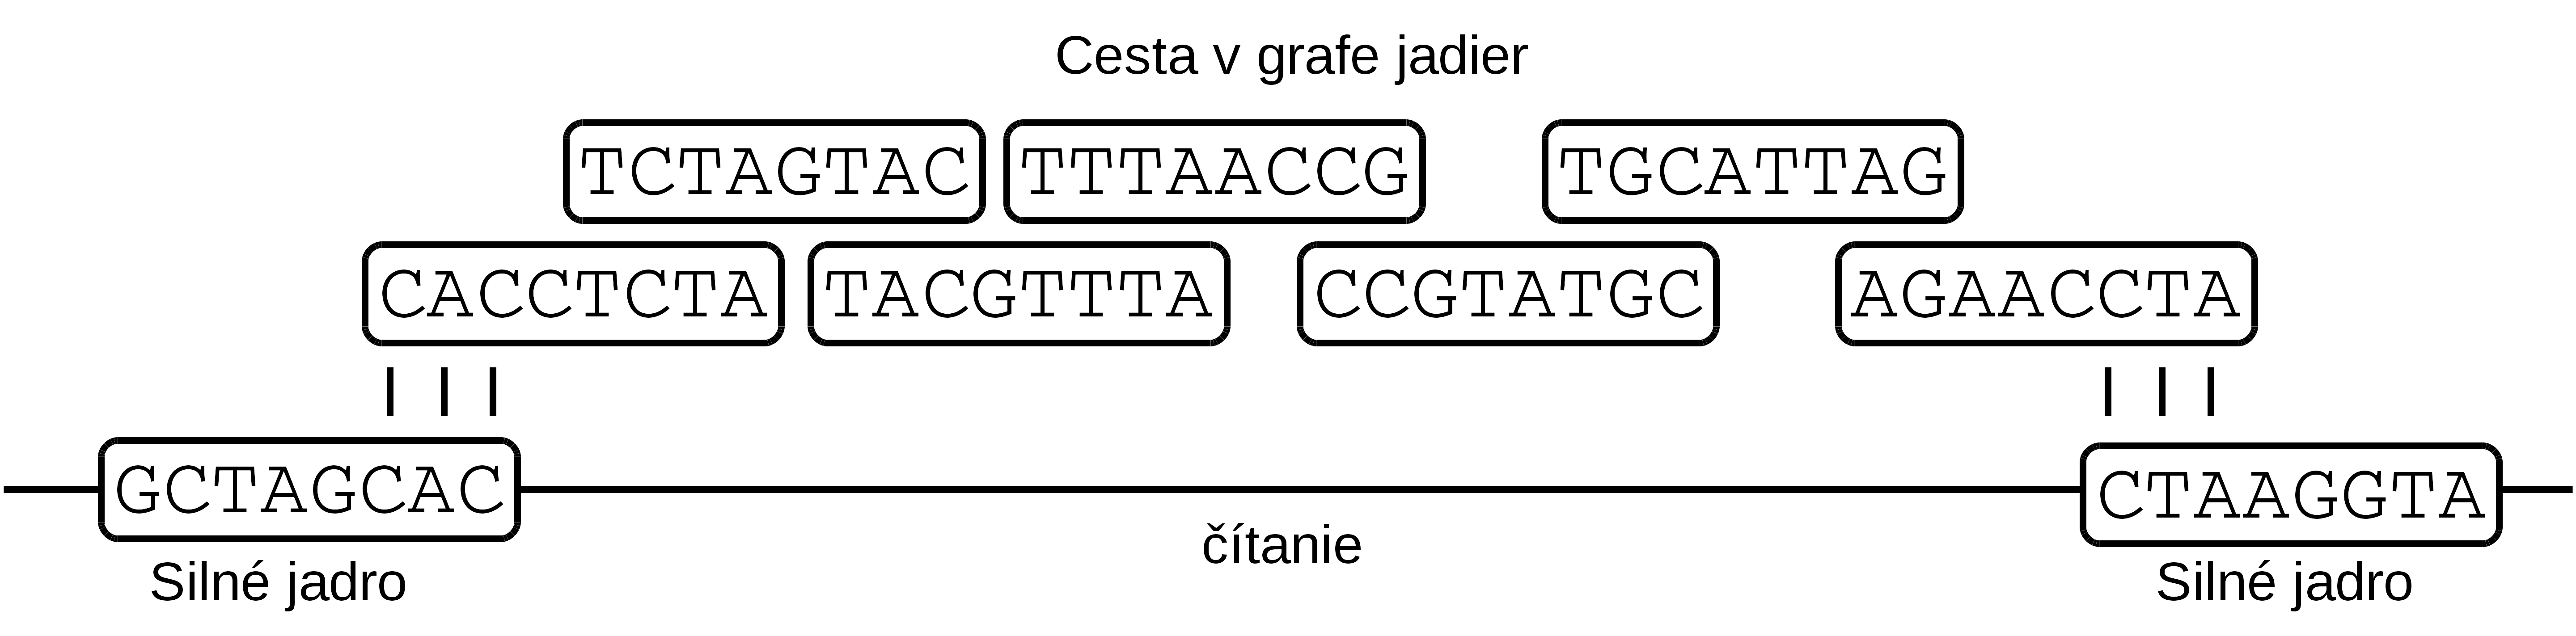 Cesta v grafe jadier
TCTAGTAC TTTAACCG TGCATTAG
CACCTCTA TACGTTTA CCGTATGC AGAACCTA
GCTAGCAC CTAAGGTA
čítanie
Silné jadro Silné jadro